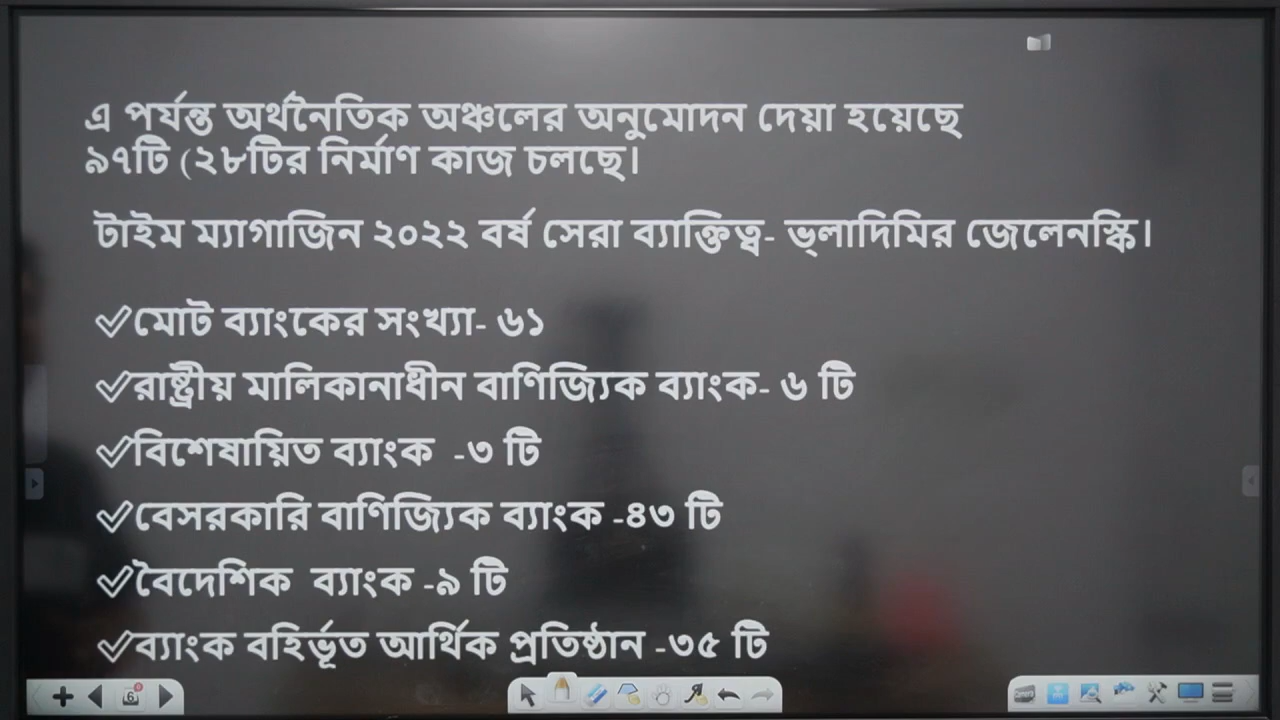 এ পর্যন্ত অর্থনৈতিক অঞ্চলের অনুমোদন দেয়া হয়েছে
৯৭টি (২৮টির নির্মাণ কাজ চলছে।
টাইম ম্যাগাজিন ২০২২ বর্ষ সেরা ব্যাক্তিত্ব- ভ্লাদিমির জেলেনস্কি।
✓মোট ব্যাংকের সংখ্যা- ৬১
✓রাষ্ট্রীয় মালিকানাধীন বাণিজ্যিক ব্যাংক- ৬ টি
✓বিশেষায়িত ব্যাংক -৩ টি
✓বেসরকারি বাণিজ্যিক ব্যাংক -৪৩ টি
✓বৈদেশিক ব্যাংক -৯ টি
✓ব্যাংক বহির্ভূত আর্থিক প্রতিষ্ঠান -৩৫ টি
6